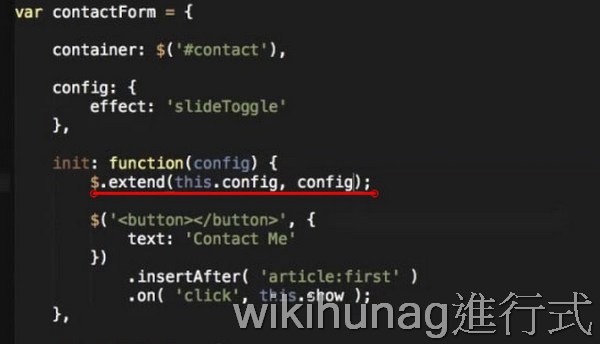 var contactForm = {
container: $('#contact'),
config: {
effect: 'slideToggle'
},
init: function(config) {
$.extend(this.config, config);
$('<button></button>', {
text: 'Contact Me'
})
.insertAfter( 'article:first' )
.on( 'click', this.show );
},
wikihunag進行式